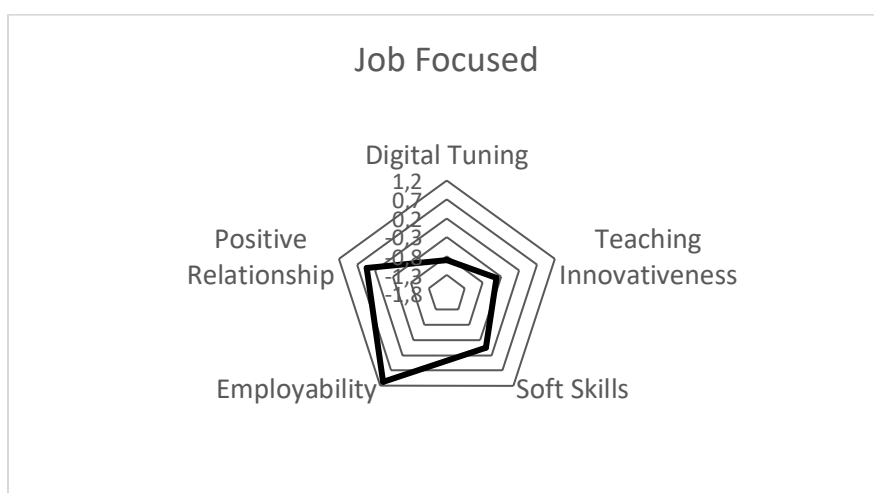 Job Focused
Digital Tuning
1,2
0,7
0,2
-0,3
-0,8
-1,3
-1,8
Teaching
Innovativeness
Soft Skills
Employability
Positive
Relationship